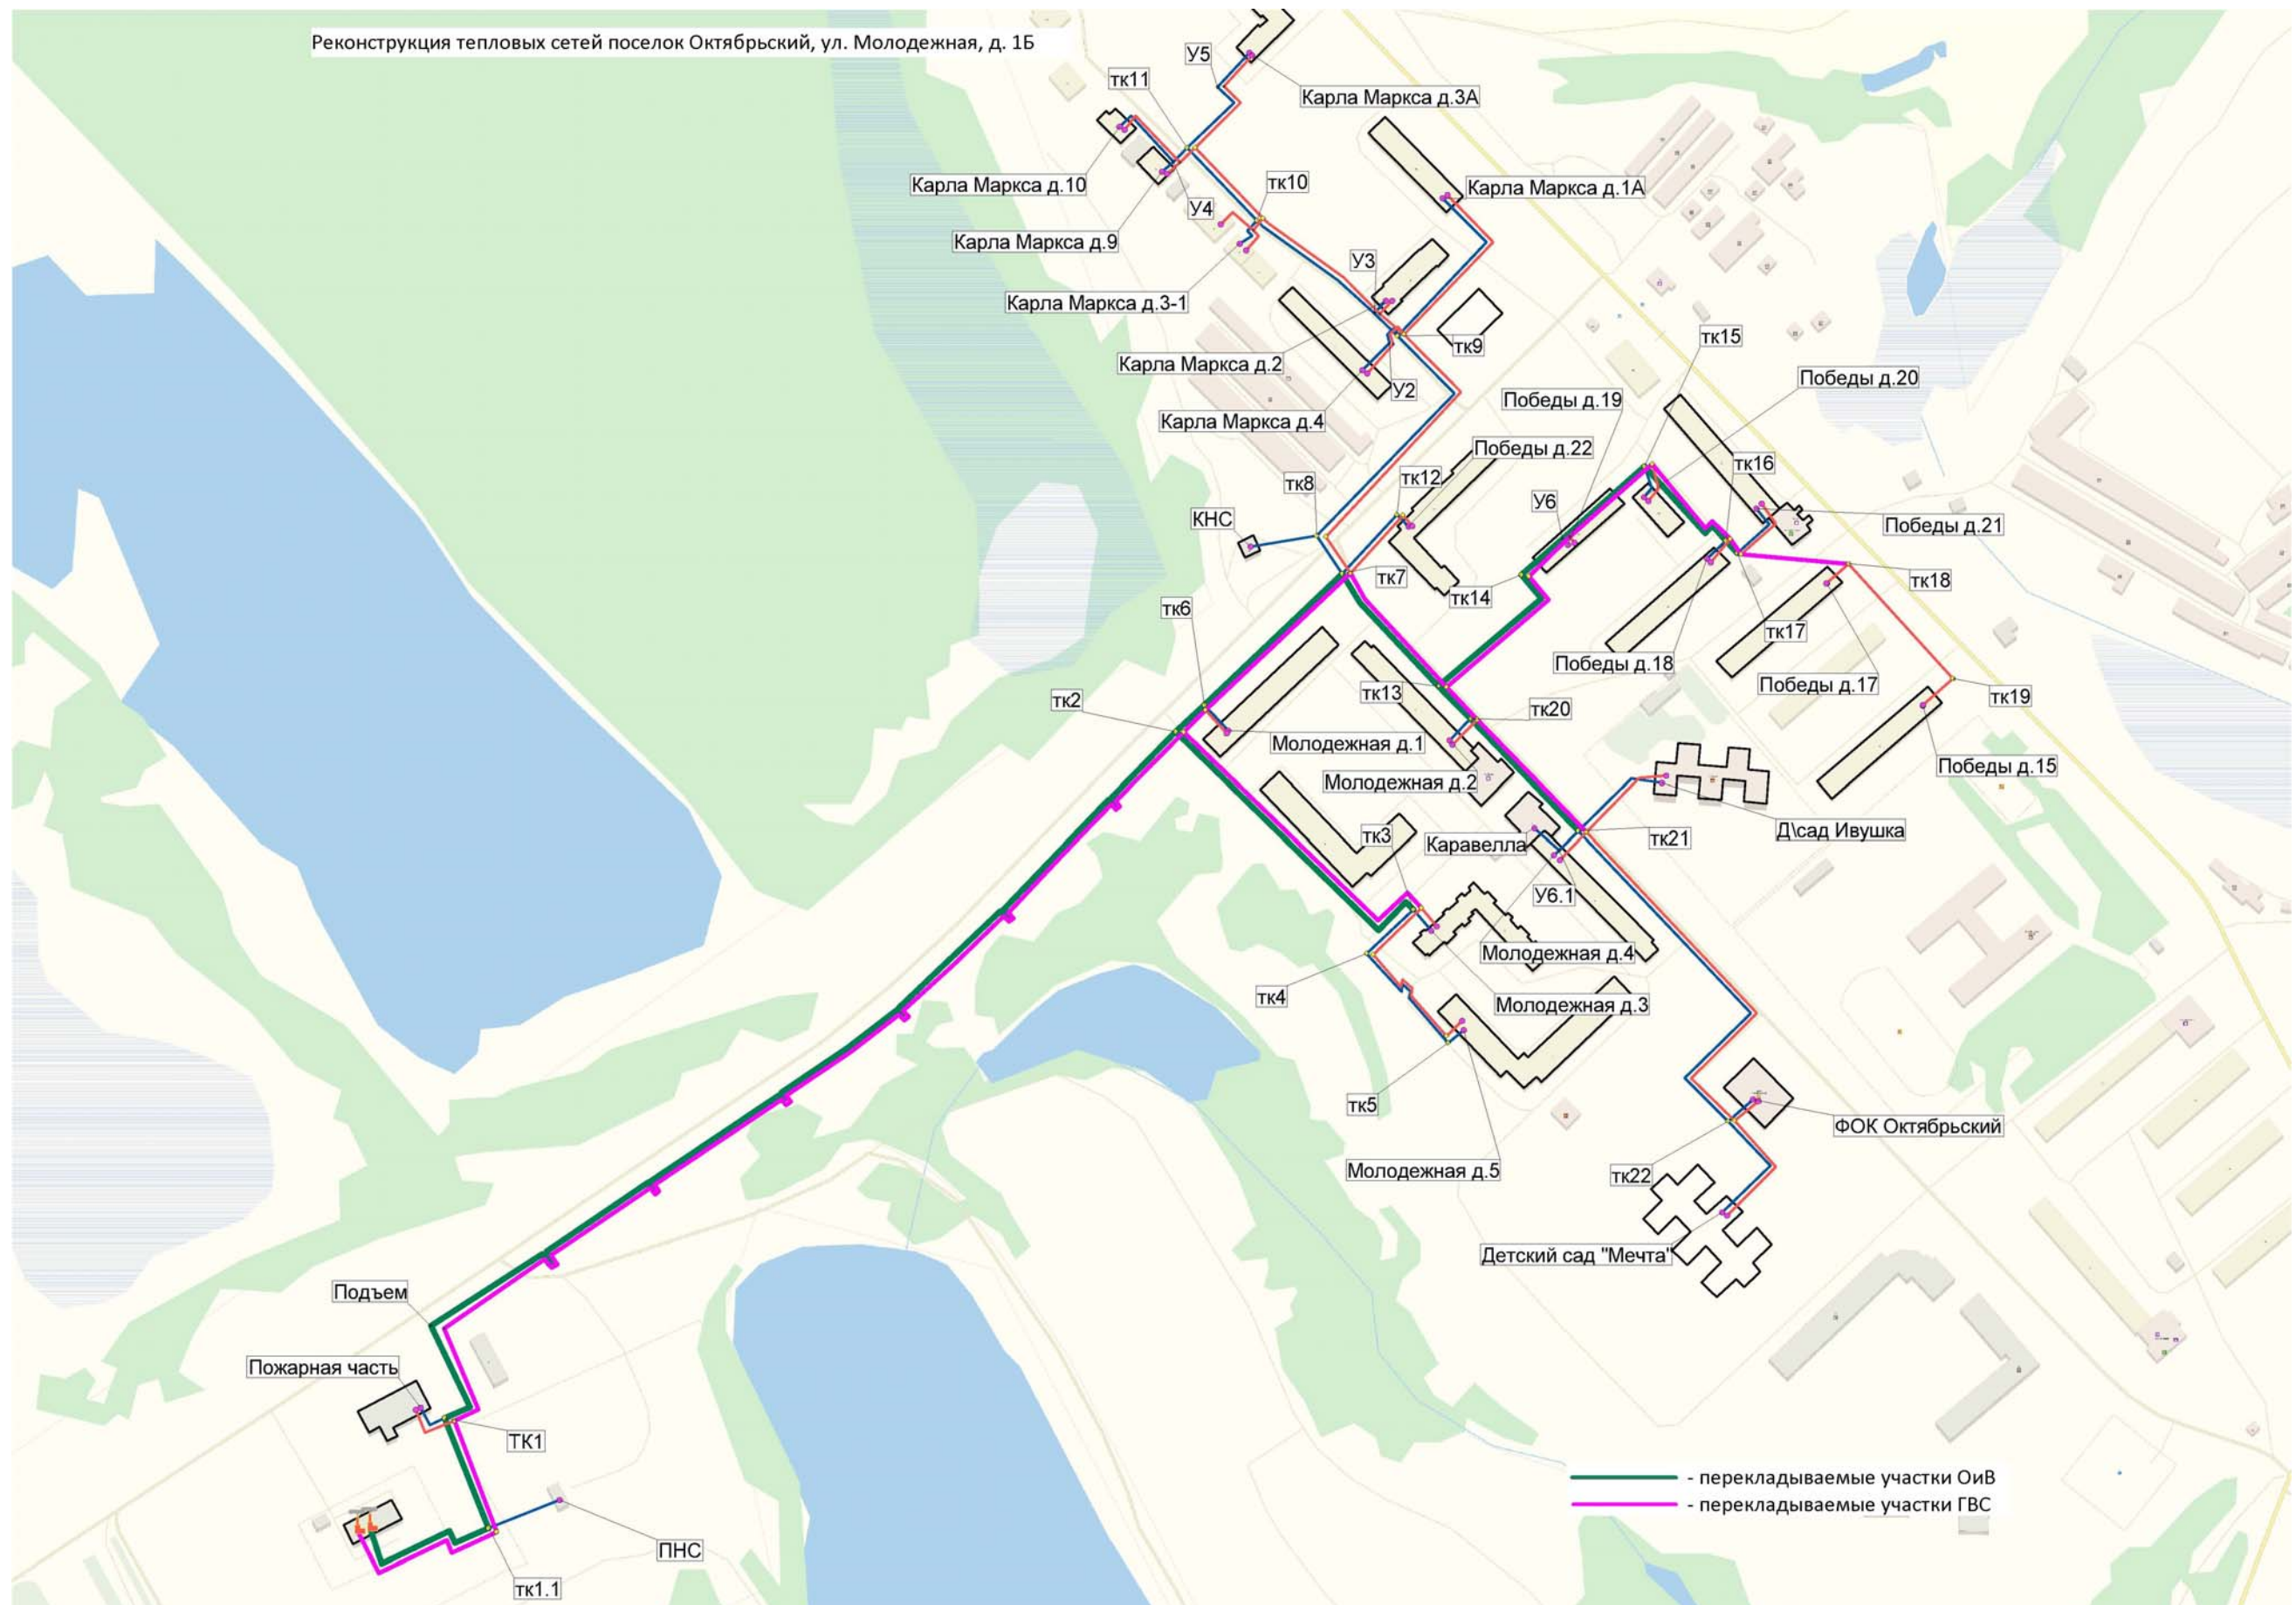 Реконструкция тепловых сетей поселок Октябрьский, ул. Молодежная, д. 1Б
У5
тк11
Карла Маркса д.3А
Карла Маркса д.10
тк10
Карла Маркса д.1А
У4
Карла Маркса д.9
У3
Карла Маркса д.3-1
тк15
тк9
Карла Маркса д.2
Победы д.20
У2
Победы д.19
Карла Маркса д.4
Победы д.22
тк16
тк12
тк8
У6
КНС
Победы д.21
тк7
тк18
тк14
тк6
тк17
Победы д.18
Победы д.17
тк13
тк19
тк2
тк20
Молодежная д.1
Победы д.15
Молодежная д.2
тк3
Д\сад Ивушка
тк21
Каравелла
У6.1
Молодежная д.4
тк4
Молодежная д.3
тк5
ФОК Октябрьский
Молодежная д.5
тк22
Детский сад "Мечта"
Подъем
Пожарная часть
ТК1
- перекладываемые участки ОиВ
- перекладываемые участки ГВС
ПНС
тк1.1